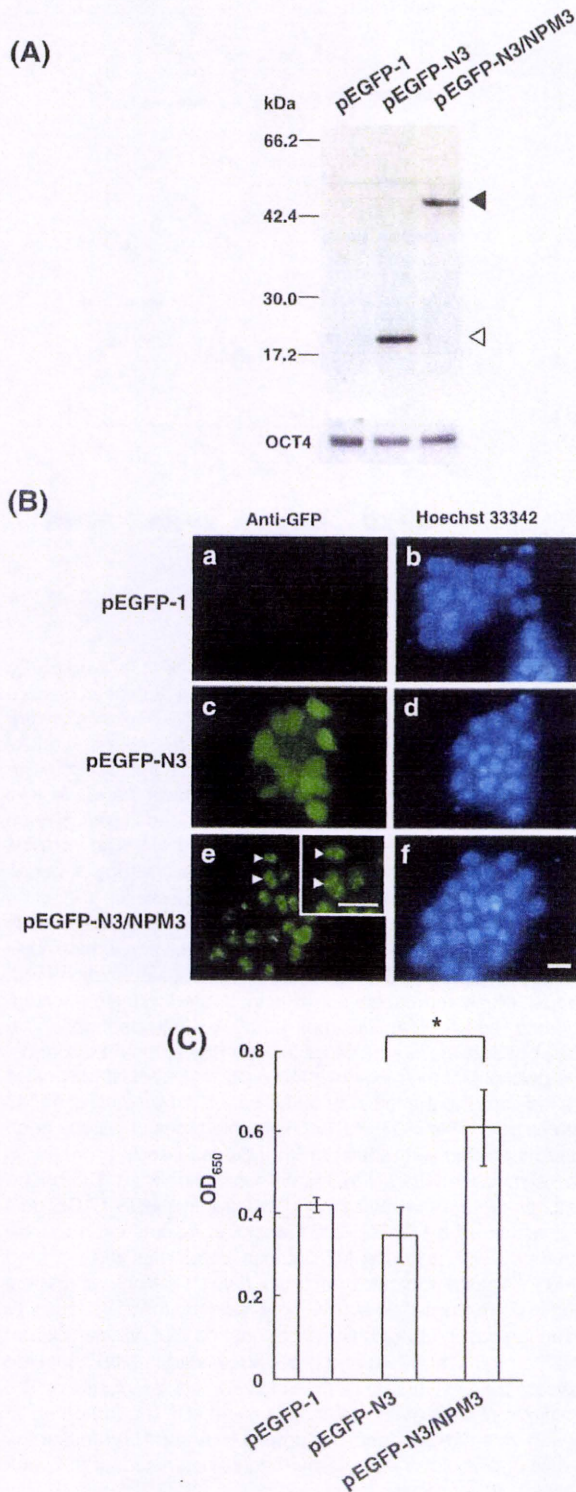 (A)
pEGFP-1
pEGFP-N3
pEGFP-N3/NPM3
kDa
66.2
42.4
30.0
17.2
OCT4
(B)
Anti-GFP
Hoechst 33342
pEGFP-1
a
b
pEGFP-N3
c
d
pEGFP-N3/NPM3
e
f
(C)
*
0.8
0.6
0.4
0.2
0
OD650
pEGFP-1
pEGFP-N3
pEGFP-N3/NPM3